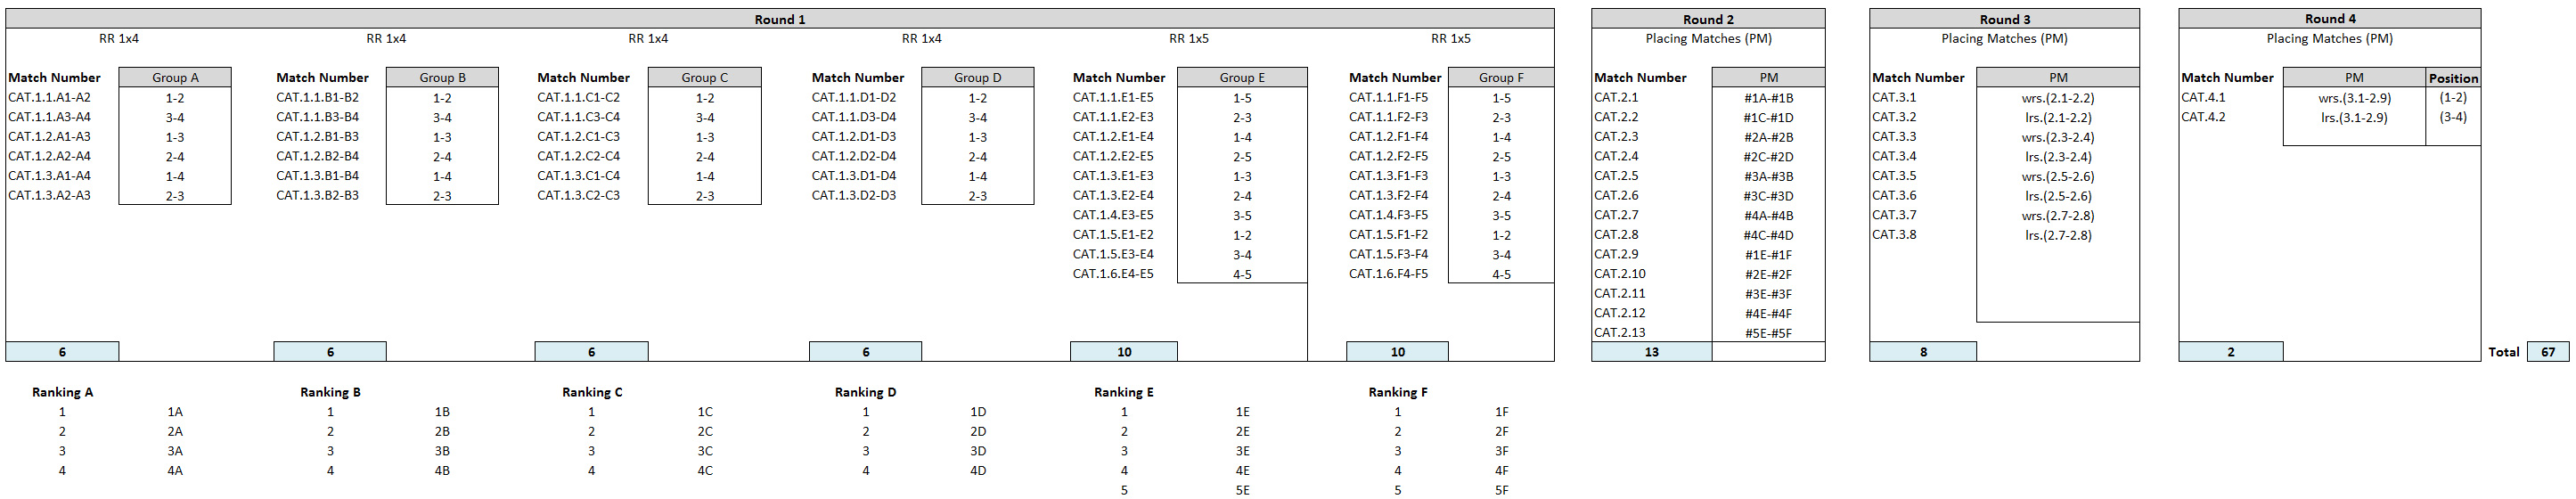 Round 1 Round 2 Round 3 Round 4
RR 1x4 RR 1x4 RR 1x4 RR 1x4 RR 1x5 RR 1x5 Placing Matches (PM) Placing Matches (PM) Placing Matches (PM)
Match Number Group A Match Number Group B Match Number Group C Match Number Group D Match Number Group E Match Number Group F Match Number PM Match Number PM Match Number PM Position
CAT.1.1.A1-A2 1-2 CAT.1.1.B1-B2 1-2 CAT.1.1.C1-C2 1-2 CAT.1.1.D1-D2 1-2 CAT.1.1.E1-E5 1-5 CAT.1.1.F1-F5 1-5 CAT.2.1 #1A-#1B CAT.3.1 wrs.(2.1-2.2) CAT.4.1 wrs.(3.1-2.9) (1-2)
CAT.1.1.A3-A4 3-4 CAT.1.1.B3-B4 3-4 CAT.1.1.C3-C4 3-4 CAT.1.1.D3-D4 3-4 CAT.1.1.E2-E3 2-3 CAT.1.1.F2-F3 2-3 CAT.2.2 #1C-#1D CAT.3.2 lrs.(2.1-2.2) CAT.4.2 lrs.(3.1-2.9) (3-4)
CAT.1.2.A1-A3 1-3 CAT.1.2.B1-B3 1-3 CAT.1.2.C1-C3 1-3 CAT.1.2.D1-D3 1-3 CAT.1.2.E1-E4 1-4 CAT.1.2.F1-F4 1-4 CAT.2.3 #2A-#2B CAT.3.3 wrs.(2.3-2.4)
CAT.1.2.A2-A4 2-4 CAT.1.2.B2-B4 2-4 CAT.1.2.C2-C4 2-4 CAT.1.2.D2-D4 2-4 CAT.1.2.E2-E5 2-5 CAT.1.2.F2-F5 2-5 CAT.2.4 #2C-#2D CAT.3.4 lrs.(2.3-2.4)
CAT.1.3.A1-A4 1-4 CAT.1.3.B1-B4 1-4 CAT.1.3.C1-C4 1-4 CAT.1.3.D1-D4 1-4 CAT.1.3.E1-E3 1-3 CAT.1.3.F1-F3 1-3 CAT.2.5 #3A-#3B CAT.3.5 wrs.(2.5-2.6)
CAT.1.3.A2-A3 2-3 CAT.1.3.B2-B3 2-3 CAT.1.3.C2-C3 2-3 CAT.1.3.D2-D3 2-3 CAT.1.3.E2-E4 2-4 CAT.1.3.F2-F4 2-4 CAT.2.6 #3C-#3D CAT.3.6 lrs.(2.5-2.6)
CAT.1.4.E3-E5 3-5 CAT.1.4.F3-F5 3-5 CAT.2.7 #4A-#4B CAT.3.7 wrs.(2.7-2.8)
CAT.1.5.E1-E2 1-2 CAT.1.5.F1-F2 1-2 CAT.2.8 #4C-#4D CAT.3.8 lrs.(2.7-2.8)
CAT.1.5.E3-E4 3-4 CAT.1.5.F3-F4 3-4 CAT.2.9 #1E-#1F
CAT.1.6.E4-E5 4-5 CAT.1.6.F4-F5 4-5 CAT.2.10 #2E-#2F
CAT.2.11 #3E-#3F
CAT.2.12 #4E-#4F
CAT.2.13 #5E-#5F
6 6 6 6 10 10 13 8 2 Total 67
Ranking A Ranking B Ranking C Ranking D Ranking E Ranking F
1 1A 1 1B 1 1C 1 1D 1 1E 1 1F
2 2A 2 2B 2 2C 2 2D 2 2E 2 2F
3 3A 3 3B 3 3C 3 3D 3 3E 3 3F
4 4A 4 4B 4 4C 4 4D 4 4E 4 4F
5 5E 5 5F